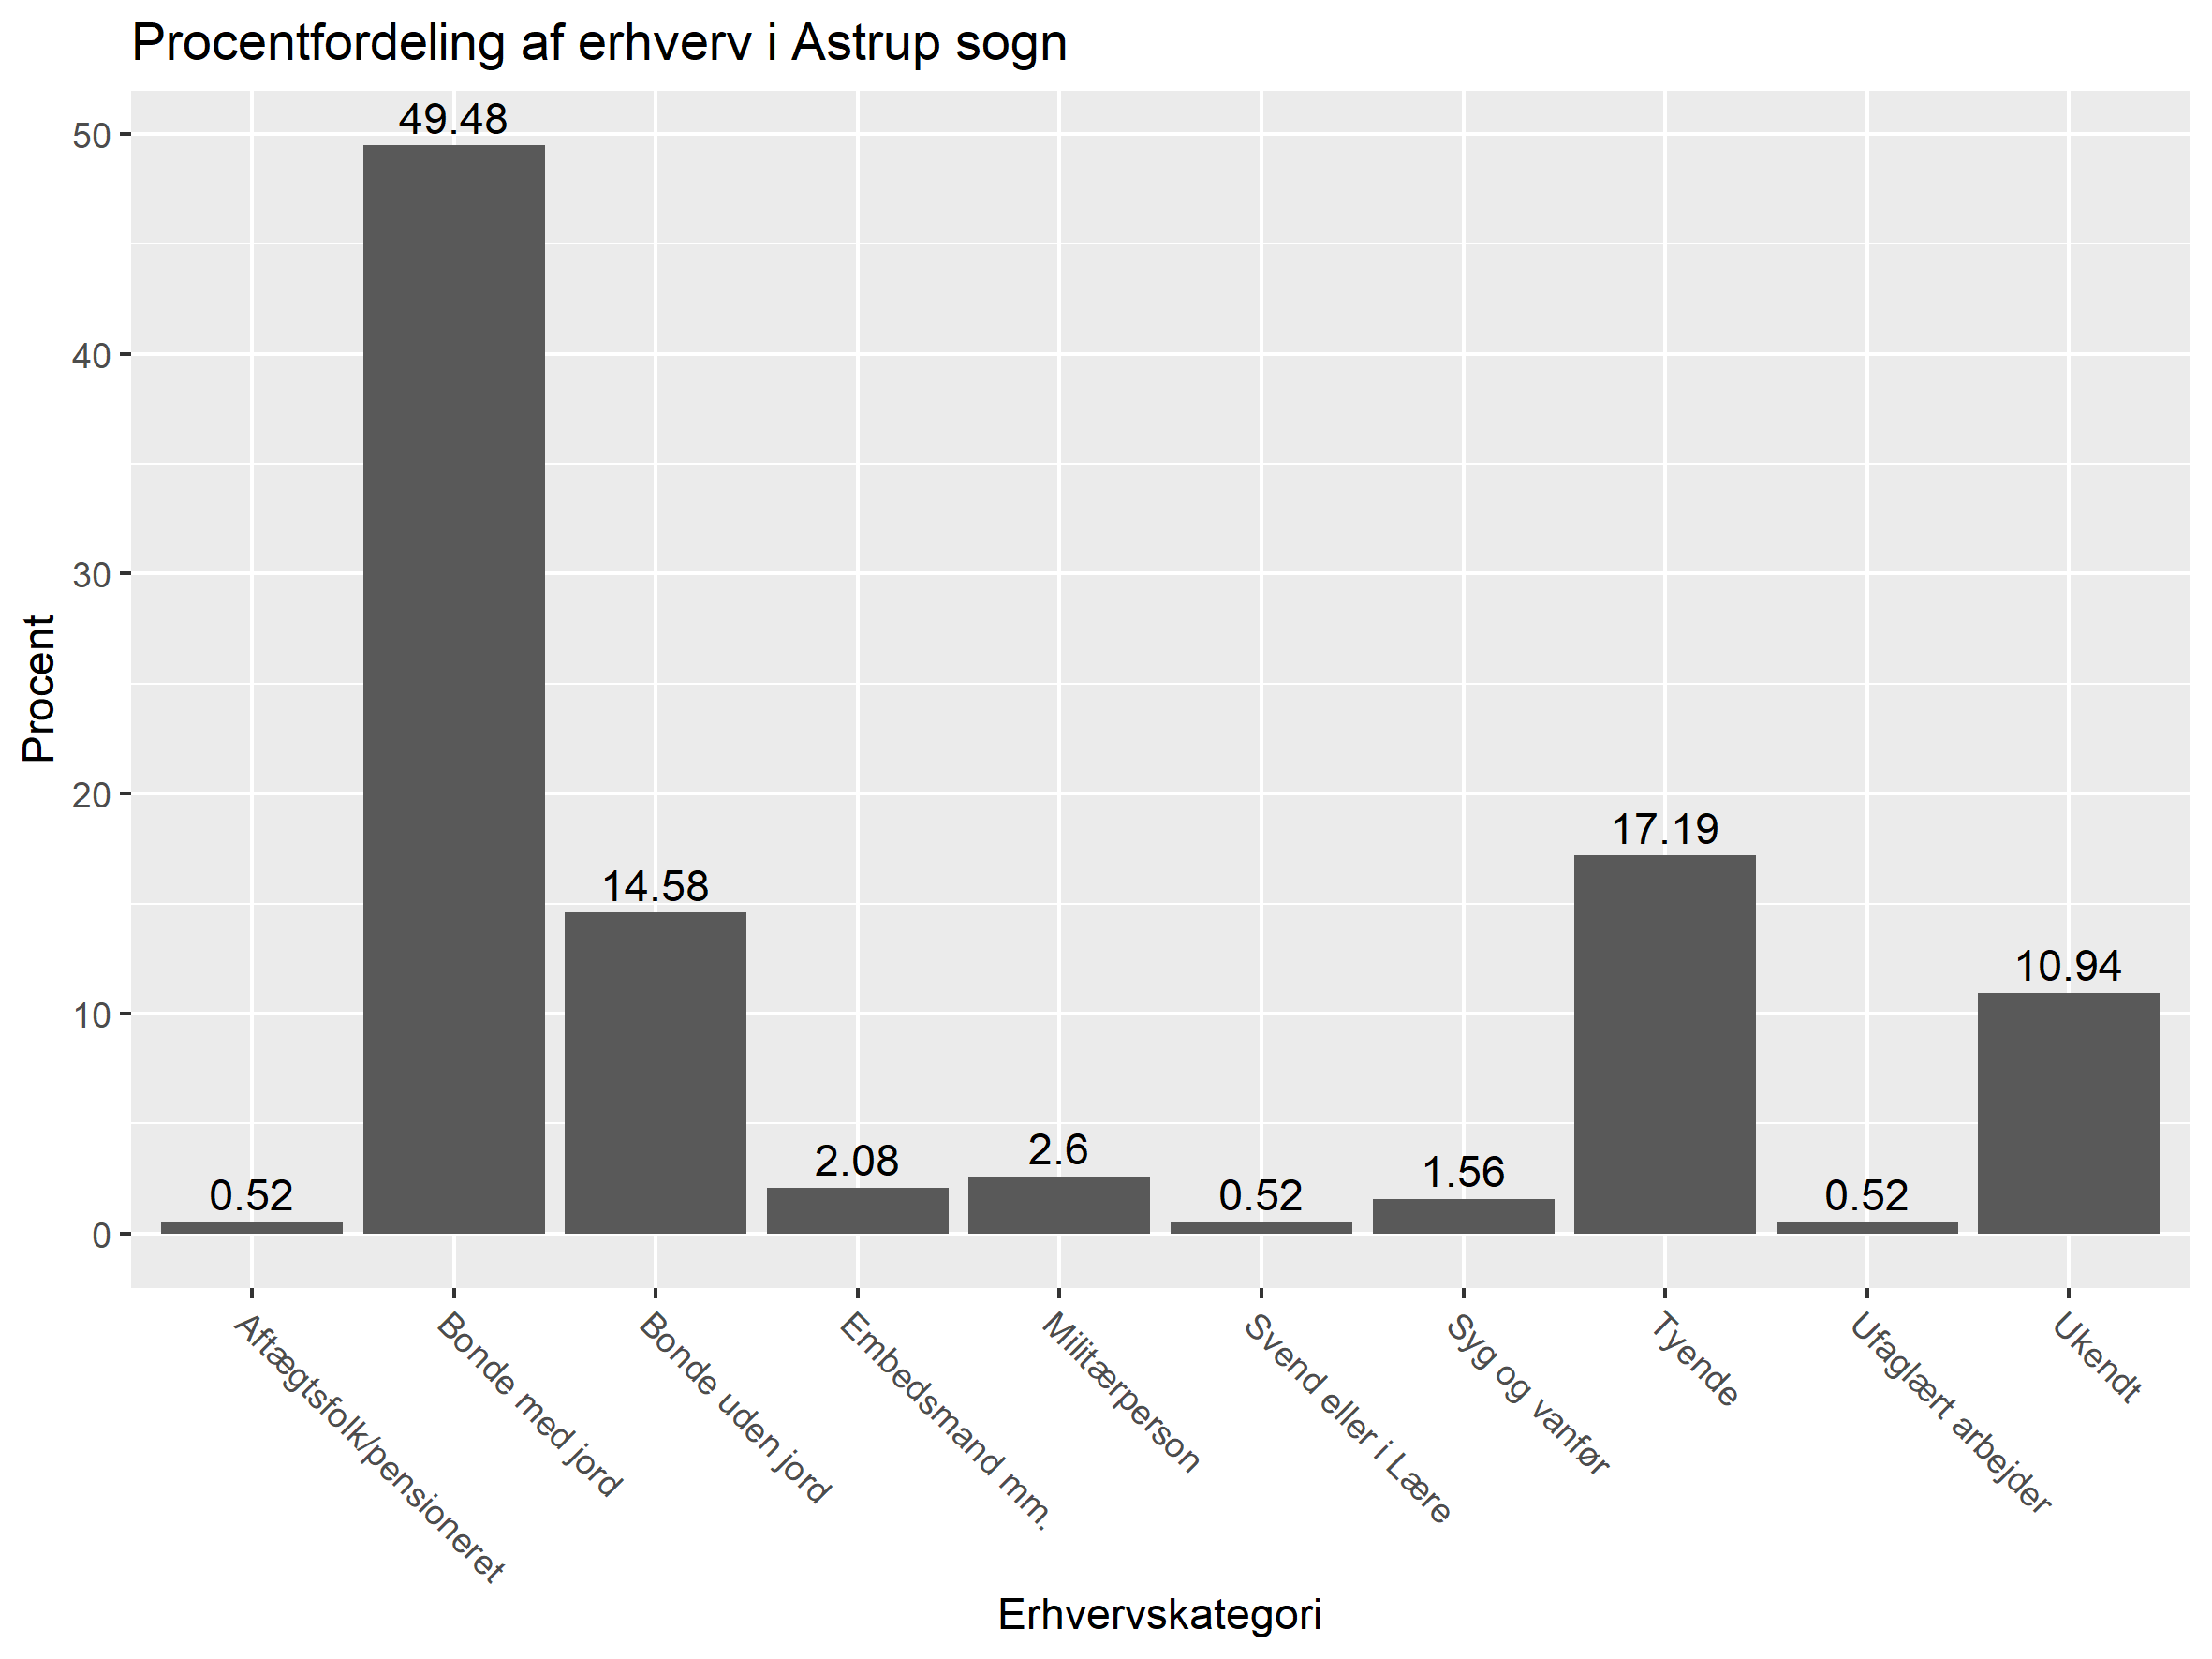 Procentfordeling af erhverv i Astrup sogn
Procent
50
40
30
20
10
0
0.52
49.48
14.58
2.08
2.6
0.52
1.56
17.19
0.52
10.94
Aftægtsfolk/pensioneret
Bonde med jord
Bonde uden jord
Embedsmand mm.
Militærperson
Svend eller i Lære
Syg og vanfør
Tyende
Ufaglært arbejder
Ukendt
Erhvervskategori